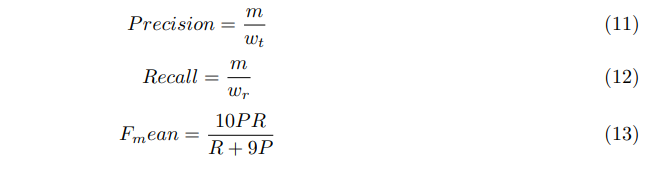 Precision = m / w_t (11)
Recall = m / w_r (12)
F_mean = 10PR / R + 9P (13)